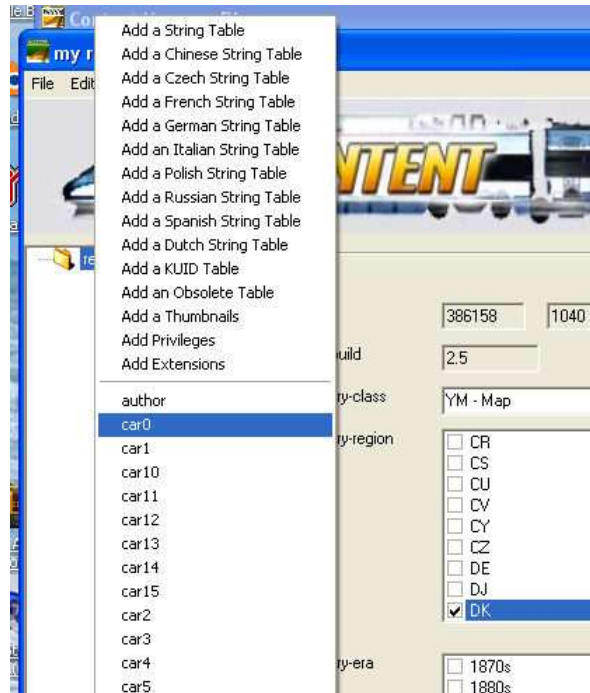 Add a String Table
my r
Add a Chinese String Table
File Edit
Add a Czech String Table
Add a French String Table
Add a German String Table
Add an Italian String Table
Add a Polish String Table
Add a Russian String Table
Add a Spanish String Table
Add a Dutch String Table
Add a KUID Table
Add an Obsolete Table
Add a Thumbnails
Add Privileges
Add Extensions
author
car0
car1
car10
car11
car12
car13
car14
car15
car2
car3
car4
car5
NTENT
re
386158 1040
uild 2.5
ry-class YM - Map
ry-region
CR
CS
CU
CV
CY
CZ
DE
DJ
DK
ry-era
1870s
1880s